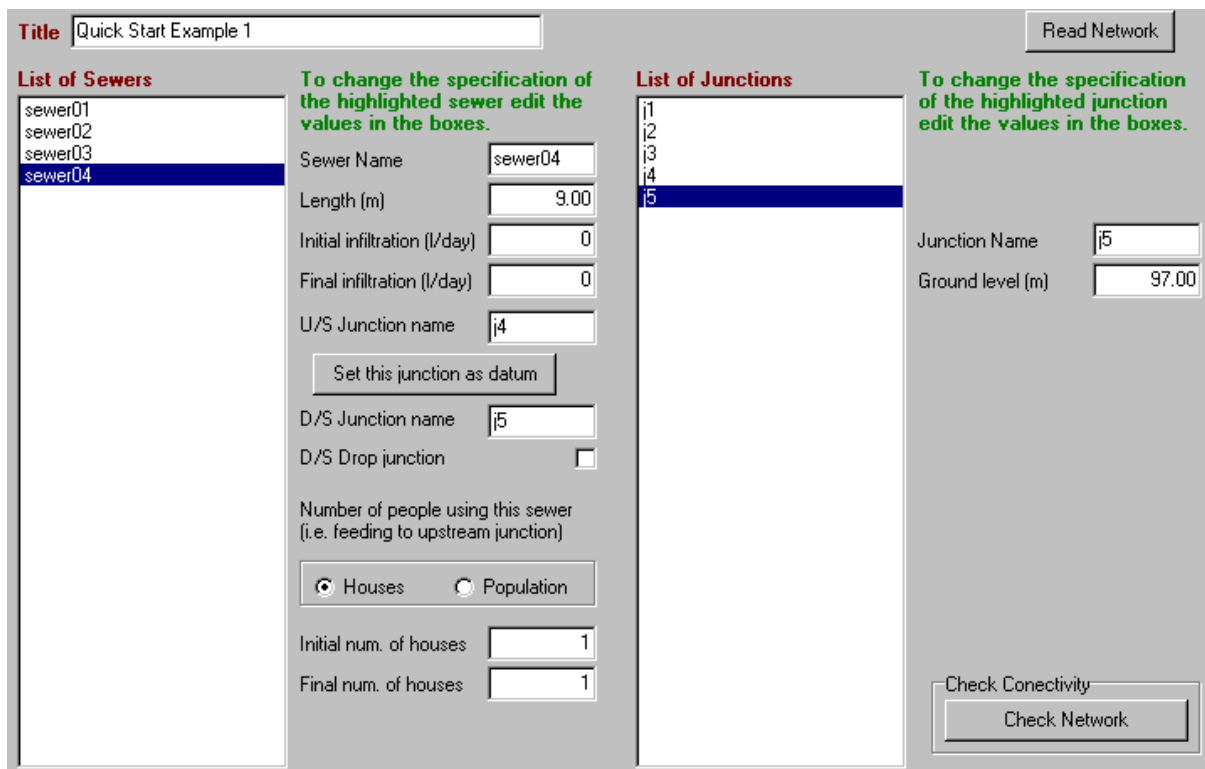 Title Quick Start Example 1
Read Network
List of Sewers
sewer01
sewer02
sewer03
sewer04
To change the specification of
the highlighted sewer edit the
values in the boxes.
Sewer Name sewer04
Length (m) 9.00
Initial infiltration (l/day) 0
Final infiltration (l/day) 0
U/S Junction name j4
Set this junction as datum
D/S Junction name j5
D/S Drop junction
Number of people using this sewer
(i.e. feeding to upstream junction)
Houses Population
Initial num. of houses 1
Final num. of houses 1
List of Junctions
j1
j2
j3
j4
j5
To change the specification
of the highlighted junction
edit the values in the boxes.
Junction Name j5
Ground level (m) 97.00
Check Conectivity
Check Network